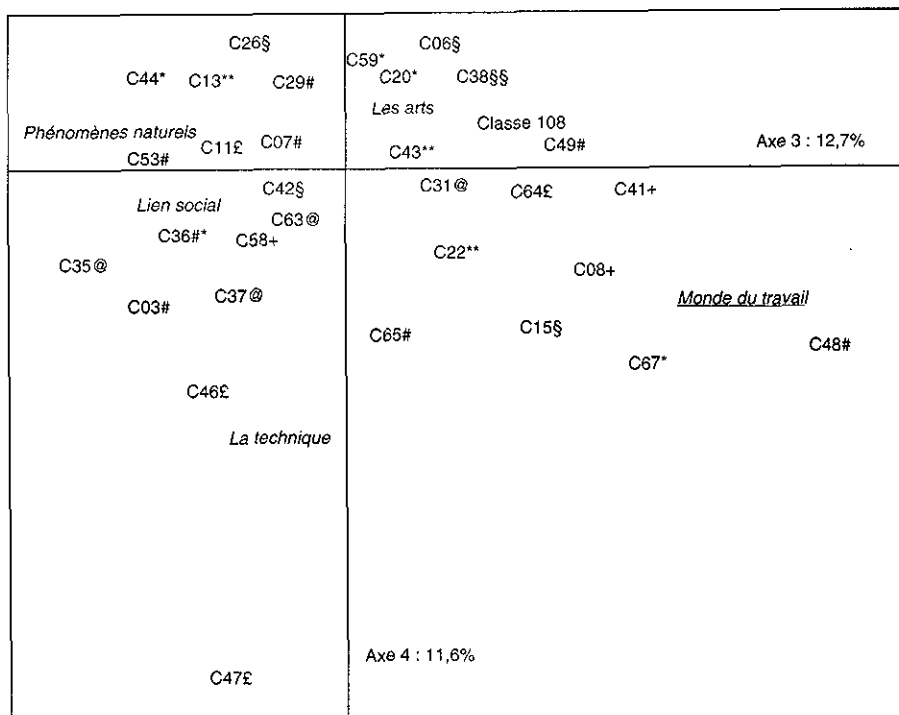 C26§
C06§
C59*
C44*
C13**
C29#
C20*
C38§§
Les arts
Classe 108
Phénomènes naturels
C11£
C07#
C43**
C49#
Axe 3 : 12,7%
C53#
C42§
C31@
C64£
C41+
Lien social
C63@
C36#*
C58+
C22**
C35@
C08+
C03#
C37@
Monde du travail
C65#
C15§
C48#
C67*
C46£
La technique
Axe 4 : 11,6%
C47£